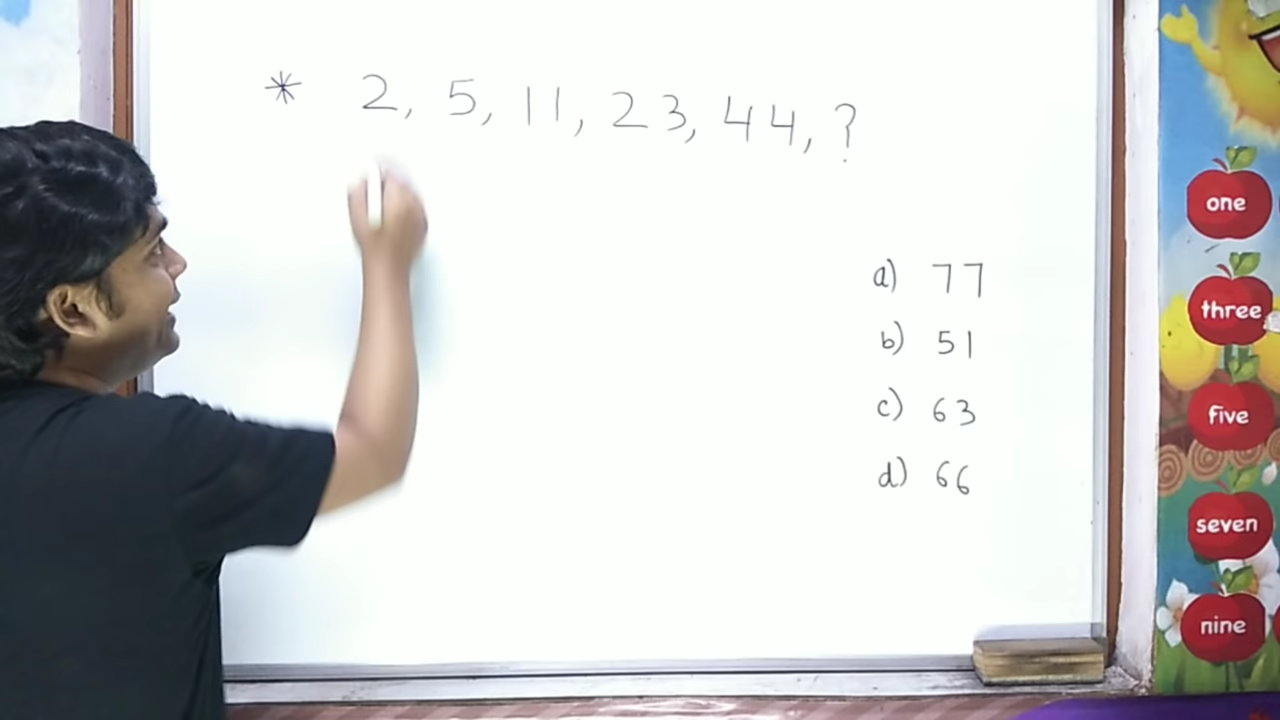 * 2, 5, 11, 23, 44, ?
a) 77
b) 51
c) 63
d) 66
one
three
five
seven
nine